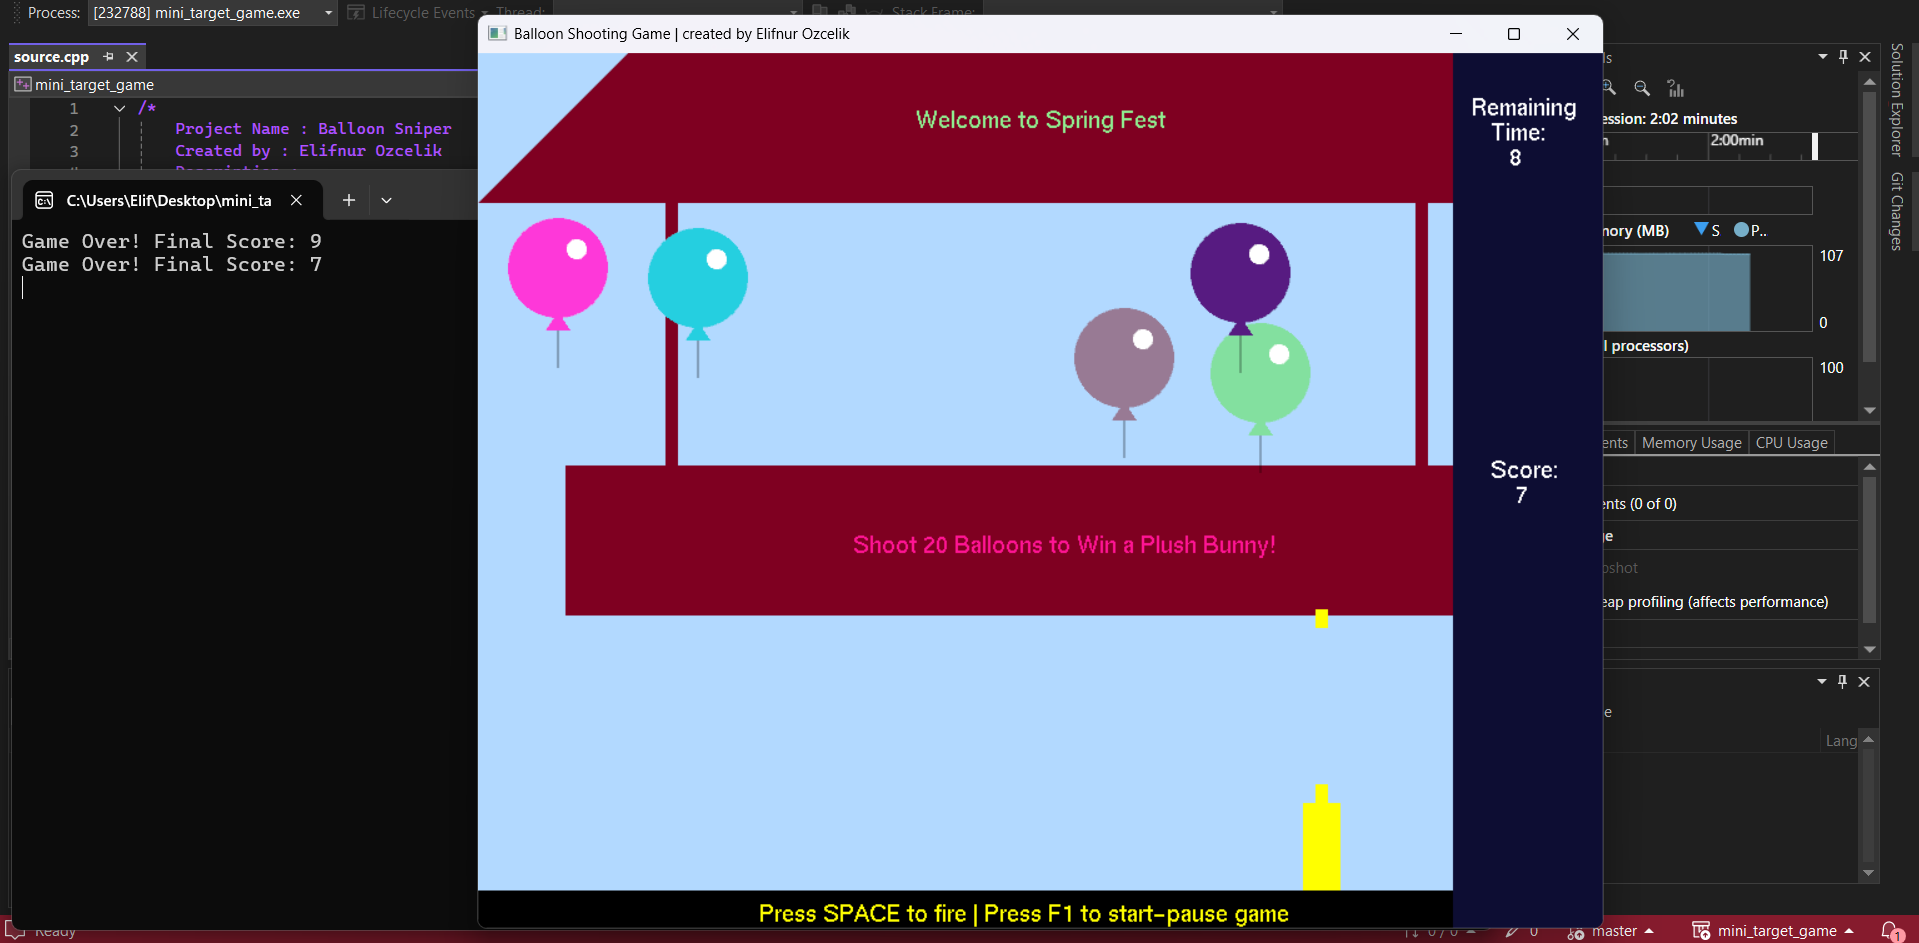 Process: [232788] mini_target_game.exe Lifecycle Events Thread: Stack Frame:
source.cpp
mini_target_game
1 /*
2 Project Name : Balloon Sniper
3 Created by : Elifnur Ozcelik
C:\Users\Elif\Desktop\mini_ta
Game Over! Final Score: 9
Game Over! Final Score: 7
Balloon Shooting Game | created by Elifnur Ozcelik
Welcome to Spring Fest
Remaining
Time:
8
Score:
7
Shoot 20 Balloons to Win a Plush Bunny!
Press SPACE to fire | Press F1 to start-pause game
ession: 2:02 minutes
2:00min
nory (MB) S P..
107
0
l processors)
100
ents Memory Usage CPU Usage
ents (0 of 0)
ge
pshot
eap profiling (affects performance)
e
Lang
Solution Explorer
Git Changes
Ready
0 / 0 0 master mini_target_game 1